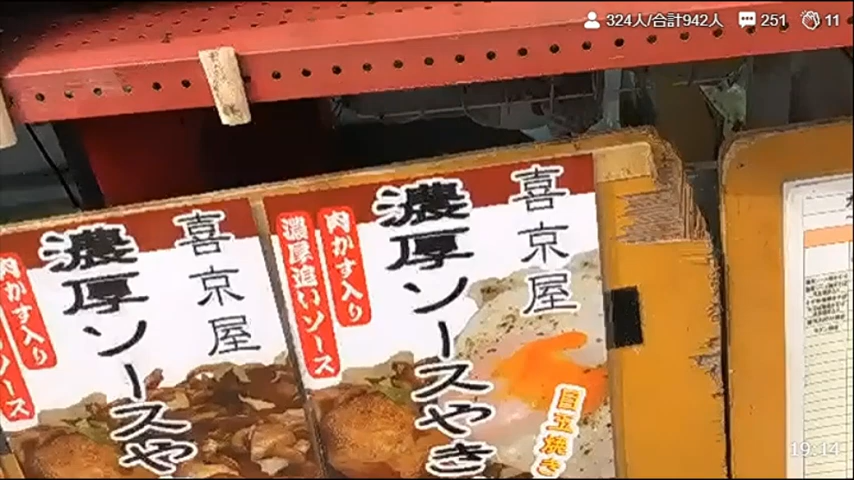 324人/合計942人 251 11
喜京屋
濃厚ソースやき
肉かす入り
濃厚追いソース
目玉焼き
喜京屋
濃厚ソースや
肉かす入り
ソース
19:14